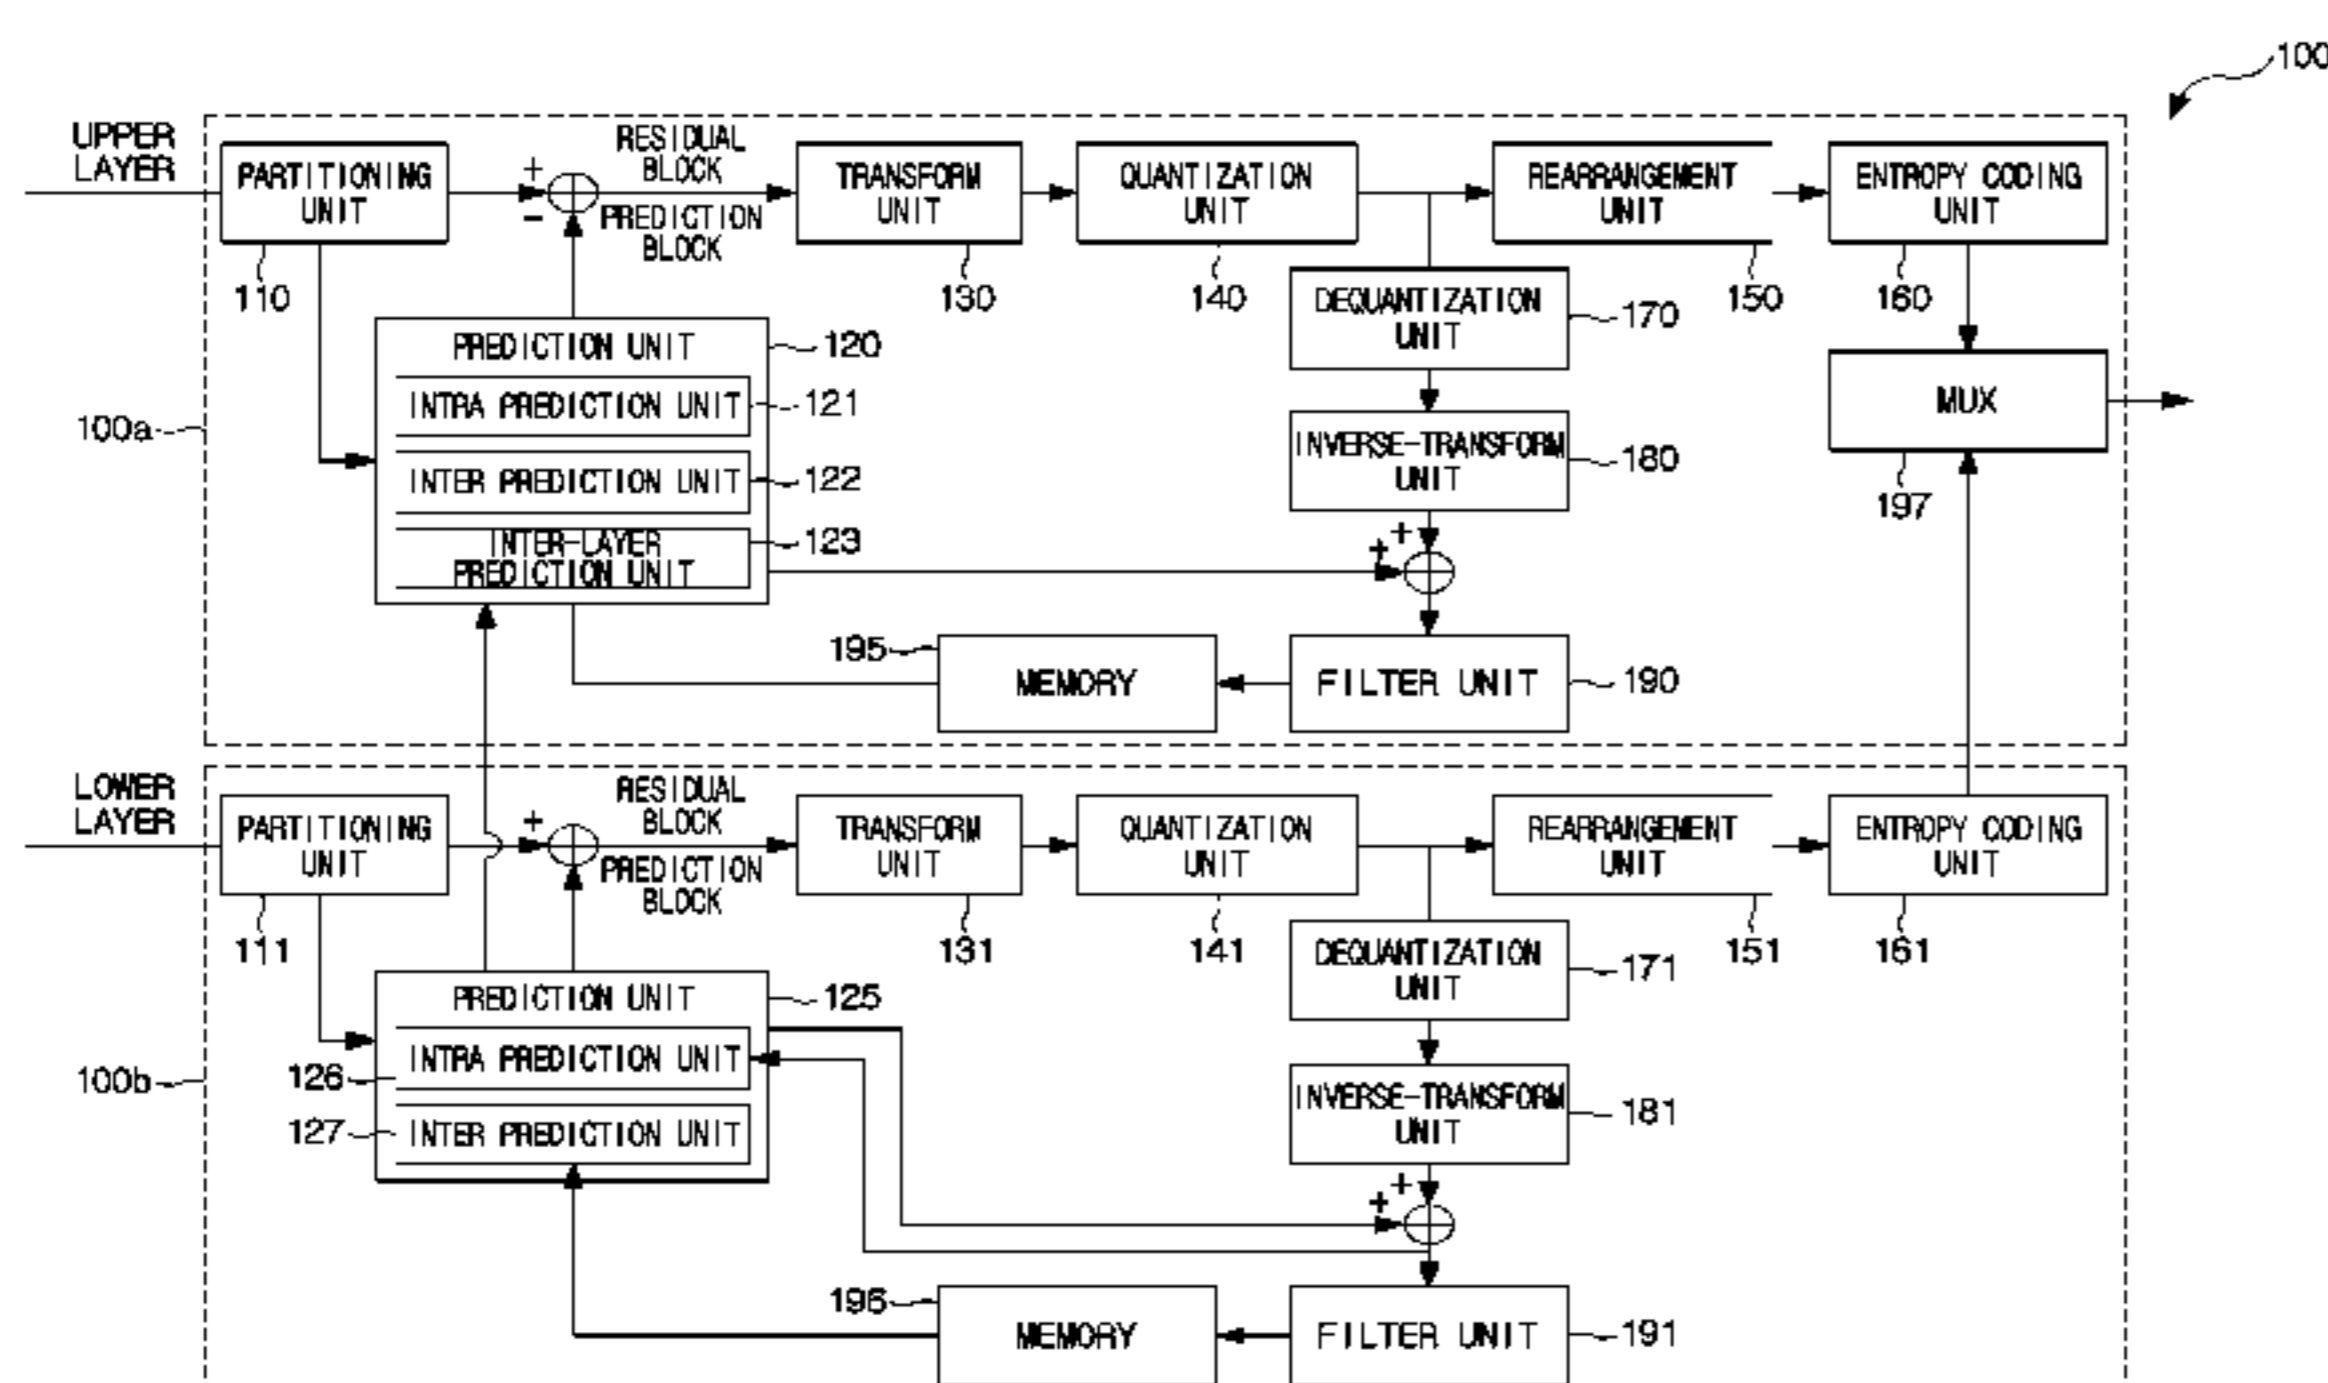 100
UPPER
LAYER
PARTITIONING
UNIT
110
+
−
RESIDUAL
BLOCK
PREDICTION
BLOCK
TRANSFORM
UNIT
130
QUANTIZATION
UNIT
140
REARRANGEMENT
UNIT
150
ENTROPY CODING
UNIT
160
DEQUANTIZATION
UNIT
170
PREDICTION UNIT
120
INTRA PREDICTION UNIT
121
INTER PREDICTION UNIT
122
INTER-LAYER
PREDICTION UNIT
123
100a
INVERSE-TRANSFORM
UNIT
180
MUX
197
+
+
195
MEMORY
FILTER UNIT
190
LOWER
LAYER
PARTITIONING
UNIT
111
+
RESIDUAL
BLOCK
PREDICTION
BLOCK
TRANSFORM
UNIT
131
QUANTIZATION
UNIT
141
REARRANGEMENT
UNIT
151
ENTROPY CODING
UNIT
161
DEQUANTIZATION
UNIT
171
PREDICTION UNIT
125
INTRA PREDICTION UNIT
126
INTER PREDICTION UNIT
127
100b
INVERSE-TRANSFORM
UNIT
181
+
+
196
MEMORY
FILTER UNIT
191